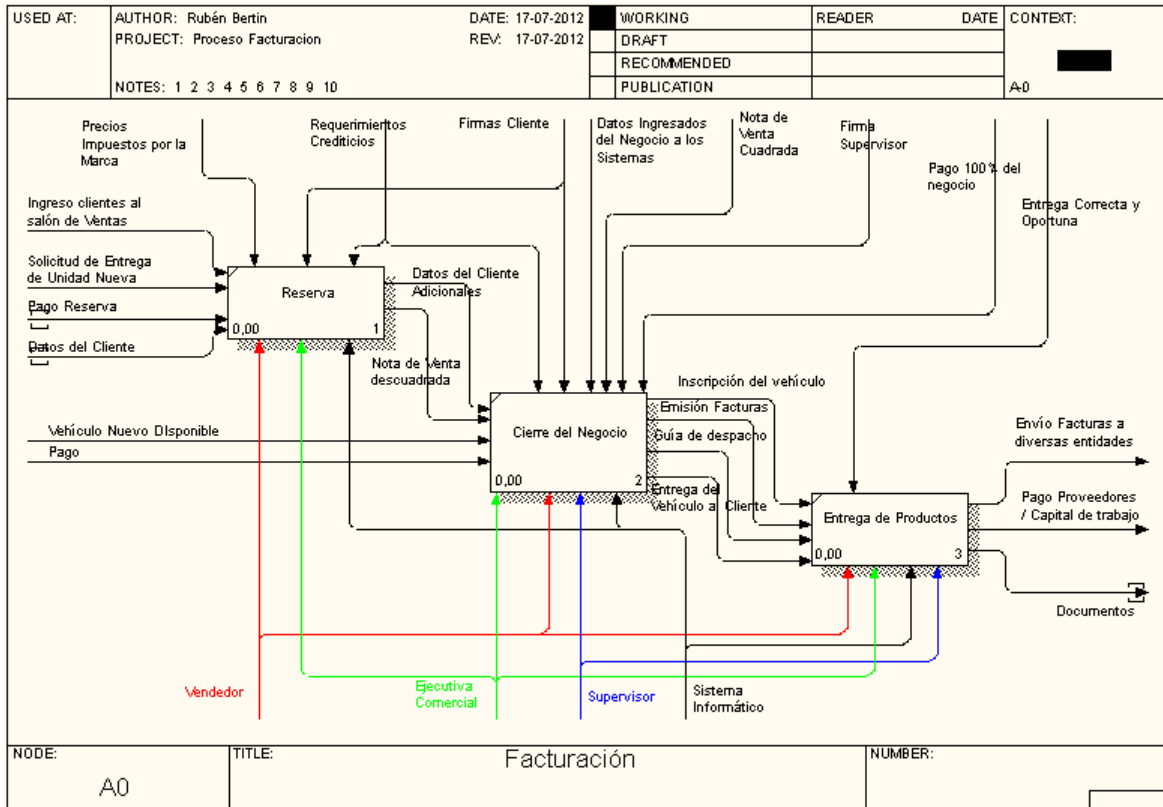 USED AT:
AUTHOR: Rubén Bertin
DATE: 17-07-2012
PROJECT: Proceso Facturacion
REV: 17-07-2012
NOTES: 1 2 3 4 5 6 7 8 9 10
WORKING
DRAFT
RECOMMENDED
PUBLICATION
READER
DATE
CONTEXT:
A-0
Precios
Impuestos por la
Marca
Requerimientos
Crediticios
Firmas Cliente
Datos Ingresados
del Negocio a los
Sistemas
Nota de
Venta
Cuadrada
Firma
Supervisor
Pago 100% del
negocio
Entrega Correcta y
Oportuna
Ingreso clientes al
salón de Ventas
Solicitud de Entrega
de Unidad Nueva
Pago Reserva
Datos del Cliente
Reserva
0,00
1
Datos del Cliente
Adicionales
Nota de Venta
descuadrada
Vehículo Nuevo DIsponible
Pago
Cierre del Negocio
0,00
2
Inscripción del vehículo
Emisión Facturas
Guía de despacho
Entrega del
Vehículo al Cliente
Entrega de Productos
0,00
3
Envío Facturas a
diversas entidades
Pago Proveedores
/ Capital de trabajo
Documentos
Vendedor
Ejecutiva
Comercial
Supervisor
Sistema
Informático
NODE:
A0
TITLE:
Facturación
NUMBER: